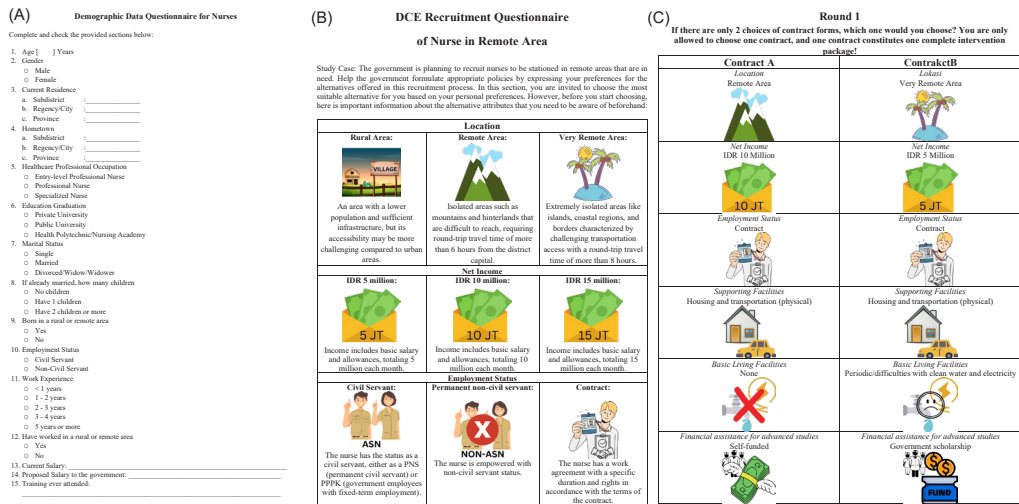 (A)
Demographic Data Questionnaire for Nurses
Complete and check the provided sections below:
1. Age [ ] Years
2. Gender
○ Male
○ Female
3. Current Residence
a. Subdistrict :____________
b. Regency/City :____________
c. Province :____________
4. Hometown
a. Subdistrict :____________
b. Regency/City :____________
c. Province :____________
5. Healthcare Professional Occupation
○ Entry-level Professional Nurse
○ Professional Nurse
○ Specialized Nurse
6. Education Graduation
○ Private University
○ Public University
○ Health Polytechnic/Nursing Academy
7. Marital Status
○ Single
○ Married
○ Divorced/Widow/Widower
8. If already married, how many children
○ No children
○ Have 1 children
○ Have 2 children or more
9. Born in a rural or remote area
○ Yes
○ No
10. Employment Status
○ Civil Servant
○ Non-Civil Servant
11. Work Experience
○ < 1 years
○ 1 - 2 years
○ 2 - 3 years
○ 3 - 4 years
○ 5 years or more
12. Have worked in a rural or remote area
○ Yes
○ No
13. Current Salary: ____________
14. Proposed Salary to the government: ____________
15. Training ever attended:
____________
(B)
DCE Recruitment Questionnaire
of Nurse in Remote Area
Study Case: The government is planning to recruit nurses to be stationed in remote areas that are in
need. Help the government formulate appropriate policies by expressing your preferences for the
alternatives offered in this recruitment process. In this section, you are invited to choose the most
suitable alternative for you based on your personal preferences. However, before you start choosing,
here is important information about the alternative attributes that you need to be aware of beforehand:
Location
Rural Area:
VILLAGE
An area with a lower
population and sufficient
infrastructure, but its
accessibility may be more
challenging compared to urban
areas.
Remote Area:
Isolated areas such as
mountains and hinterlands that
are difficult to reach, requiring
round-trip travel time of more
than 6 hours from the district
capital.
Very Remote Area:
Extremely isolated areas like
islands, coastal regions, and
borders characterized by
challenging transportation
access with a round-trip travel
time of more than 8 hours.
Net Income
IDR 5 million:
5 JT
Income includes basic salary
and allowances, totaling 5
million each month.
IDR 10 million:
10 JT
Income includes basic salary
and allowances, totaling 10
million each month.
IDR 15 million:
15 JT
Income includes basic salary
and allowances, totaling 15
million each month.
Employment Status
Civil Servant:
ASN
The nurse has the status as a
civil servant, either as a PNS
(permanent civil servant) or
PPPK (government employees
with fixed-term employment).
Permanent non-civil servant:
X
NON-ASN
The nurse is empowered with
non-civil servant status.
Contract:
The nurse has a work
agreement with a specific
duration and rights in
accordance with the terms of
the contract.
(C)
Round 1
If there are only 2 choices of contract forms, which one would you choose? You are only
allowed to choose one contract, and one contract constitutes one complete intervention
package!
Contract A
Location
Remote Area
Net Income
IDR 10 Million
10 JT
Employment Status
Contract
Supporting Facilities
Housing and transportation (physical)
Basic Living Facilities
None
Financial assistance for advanced studies
Self-funded
ContrakctB
Lokasi
Very Remote Area
Net Income
IDR 5 Million
5 JT
Employment Status
Contract
Supporting Facilities
Housing and transportation (physical)
Basic Living Facilities
Periodic/difficulties with clean water and electricity
Financial assistance for advanced studies
Government scholarship
FUND